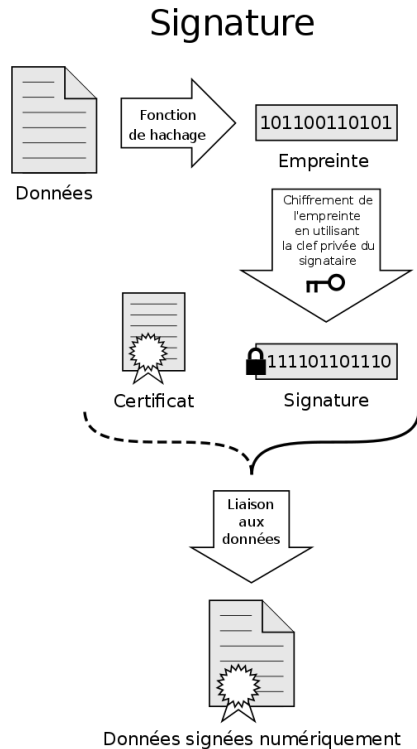 Signature
Fonction
de hachage
101100110101
Empreinte
Données
Chiffrement de
l'empreinte
en utilisant
la clef privée du
signataire
111101101110
Certificat
Signature
Liaison
aux
données
Données signées numériquement